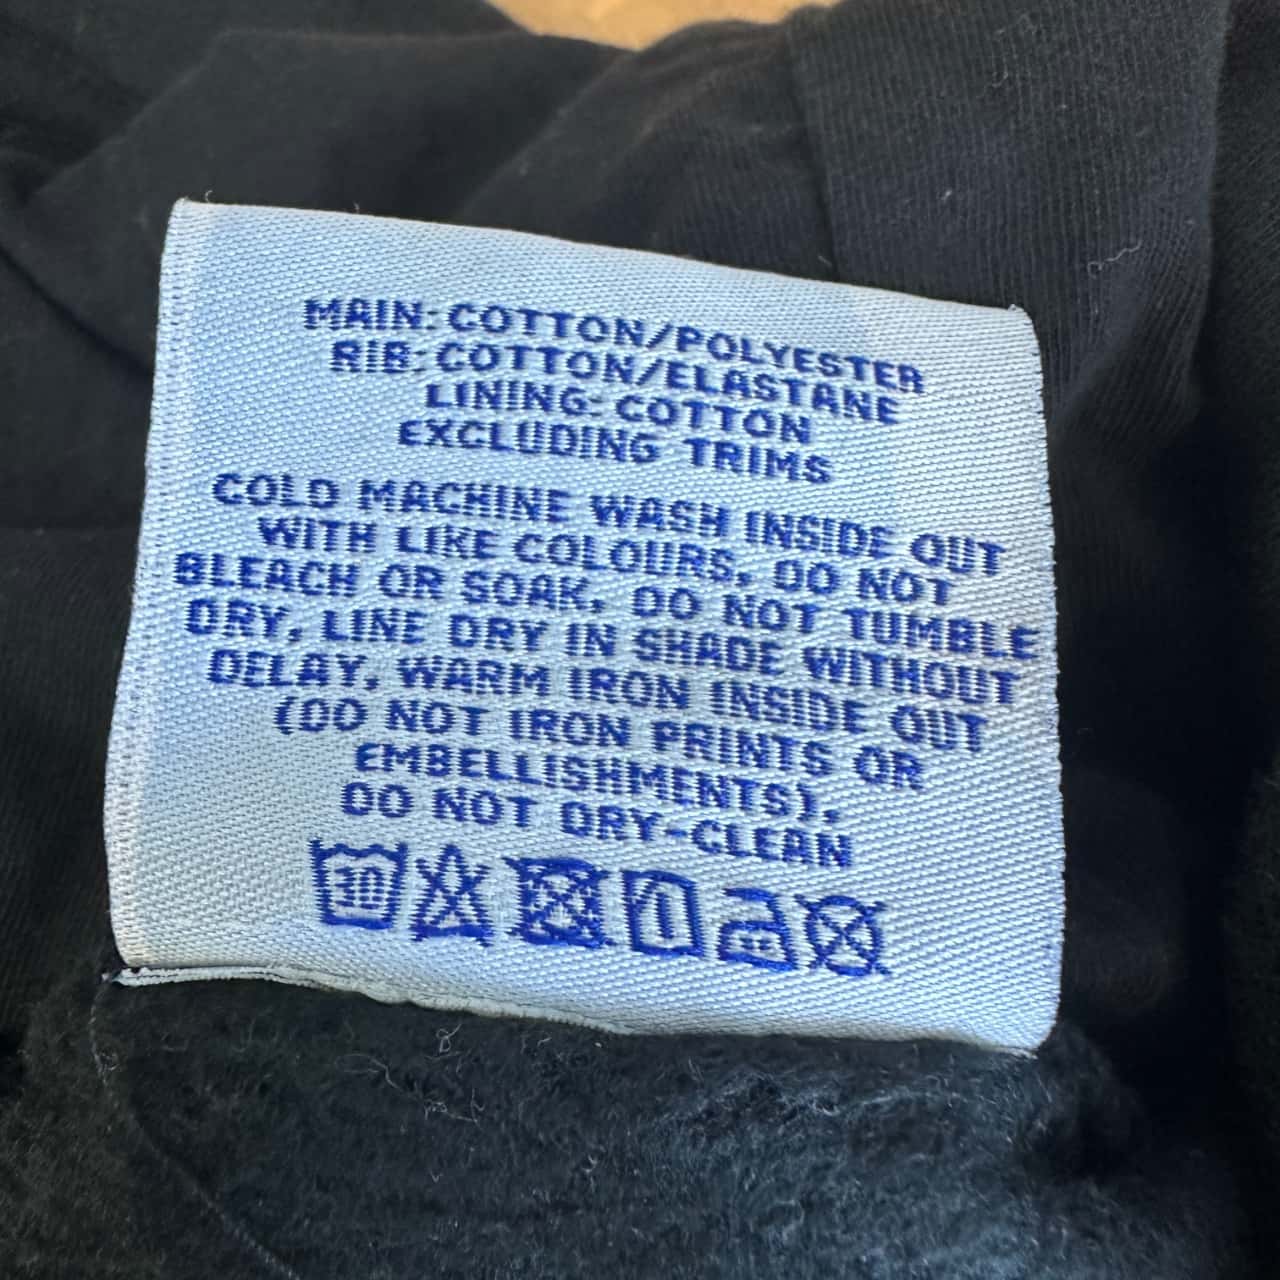 MAIN: COTTON/POLYESTER
RIB: COTTON/ELASTANE
LINING: COTTON
EXCLUDING TRIMS
COLD MACHINE WASH INSIDE OUT
WITH LIKE COLOURS, DO NOT
BLEACH OR SOAK, DO NOT TUMBLE
DRY, LINE DRY IN SHADE WITHOUT
DELAY, WARM IRON INSIDE OUT
(DO NOT IRON PRINTS OR
EMBELLISHMENTS),
DO NOT DRY-CLEAN
30